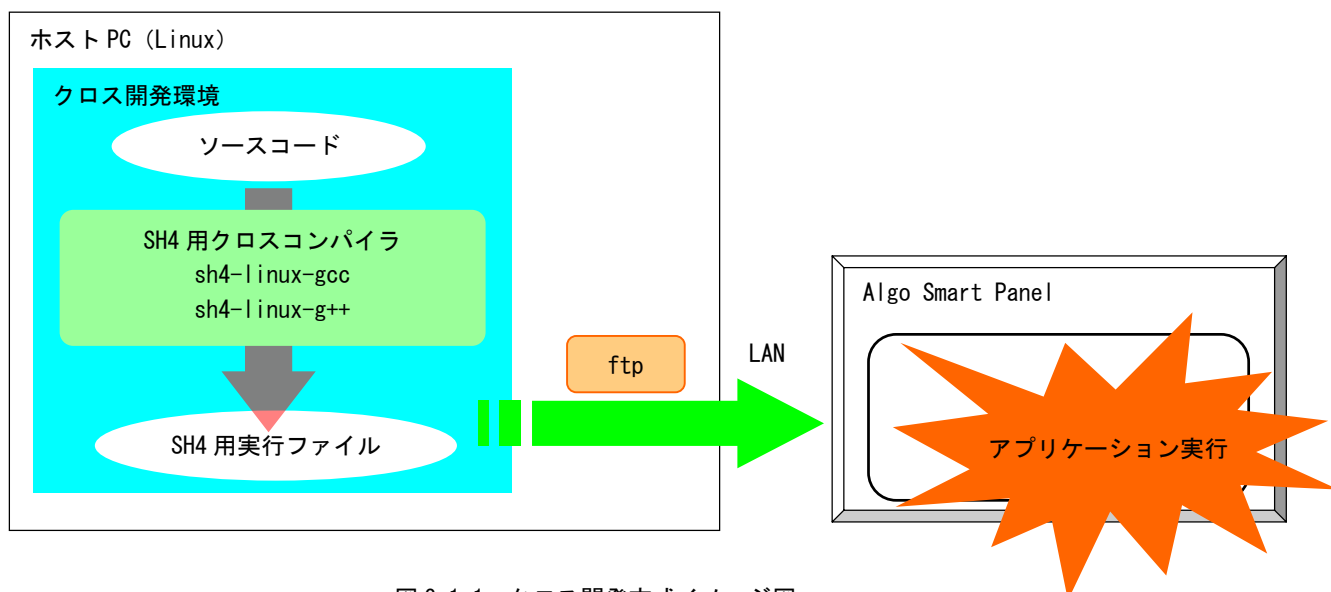 ホスト PC (Linux)
クロス開発環境
ソースコード
SH4 用クロスコンパイラ
sh4-linux-gcc
sh4-linux-g++
SH4 用実行ファイル
ftp
LAN
Algo Smart Panel
アプリケーション実行